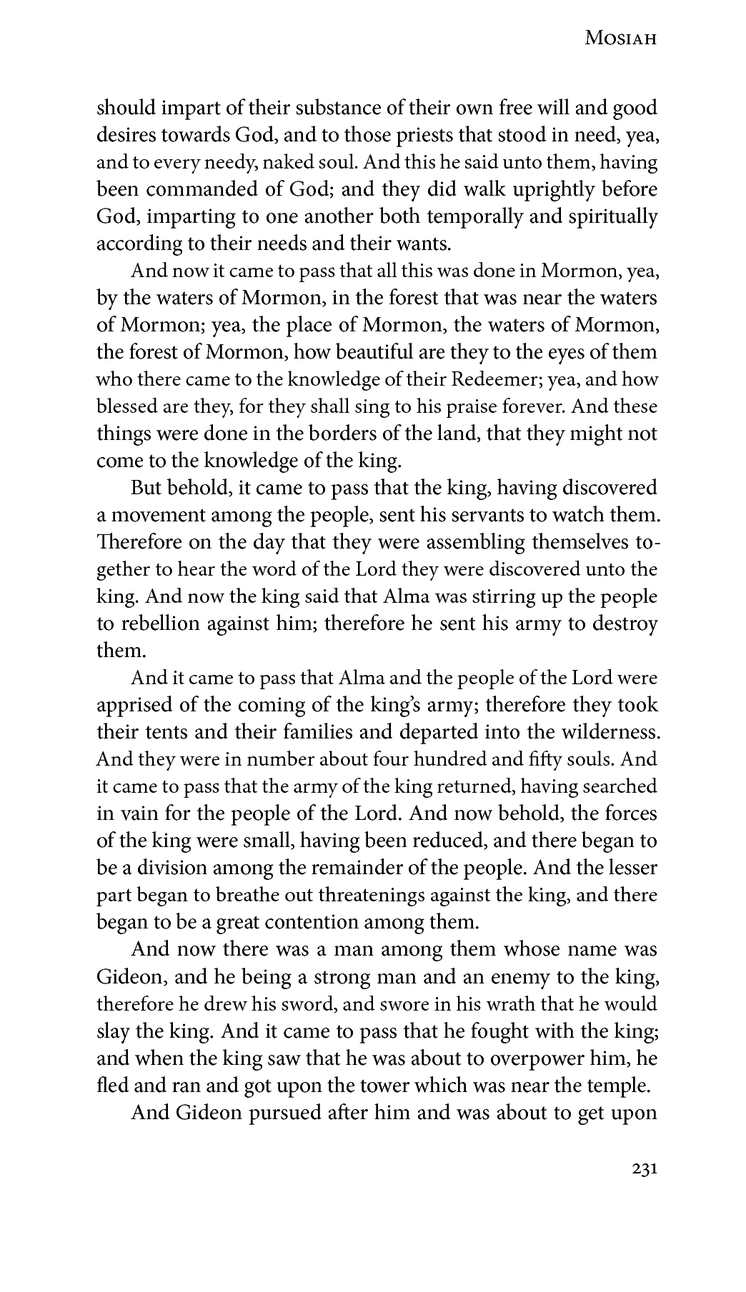 Mosiah
should impart of their substance of their own free will and good
desires towards God, and to those priests that stood in need, yea,
and to every needy, naked soul. And this he said unto them, having
been commanded of God; and they did walk uprightly before
God, imparting to one another both temporally and spiritually
according to their needs and their wants.
And now it came to pass that all this was done in Mormon, yea,
by the waters of Mormon, in the forest that was near the waters
of Mormon; yea, the place of Mormon, the waters of Mormon,
the forest of Mormon, how beautiful are they to the eyes of them
who there came to the knowledge of their Redeemer; yea, and how
blessed are they, for they shall sing to his praise forever. And these
things were done in the borders of the land, that they might not
come to the knowledge of the king.
But behold, it came to pass that the king, having discovered
a movement among the people, sent his servants to watch them.
Therefore on the day that they were assembling themselves to-
gether to hear the word of the Lord they were discovered unto the
king. And now the king said that Alma was stirring up the people
to rebellion against him; therefore he sent his army to destroy
them.
And it came to pass that Alma and the people of the Lord were
apprised of the coming of the king’s army; therefore they took
their tents and their families and departed into the wilderness.
And they were in number about four hundred and fifty souls. And
it came to pass that the army of the king returned, having searched
in vain for the people of the Lord. And now behold, the forces
of the king were small, having been reduced, and there began to
be a division among the remainder of the people. And the lesser
part began to breathe out threatenings against the king, and there
began to be a great contention among them.
And now there was a man among them whose name was
Gideon, and he being a strong man and an enemy to the king,
therefore he drew his sword, and swore in his wrath that he would
slay the king. And it came to pass that he fought with the king;
and when the king saw that he was about to overpower him, he
fled and ran and got upon the tower which was near the temple.
And Gideon pursued after him and was about to get upon
231